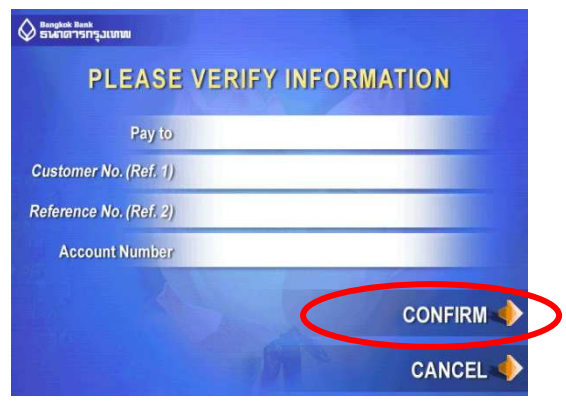 Bangkok Bank
ธนาคารกรุงเทพ
PLEASE VERIFY INFORMATION
Pay to
Customer No. (Ref. 1)
Reference No. (Ref. 2)
Account Number
CONFIRM
CANCEL